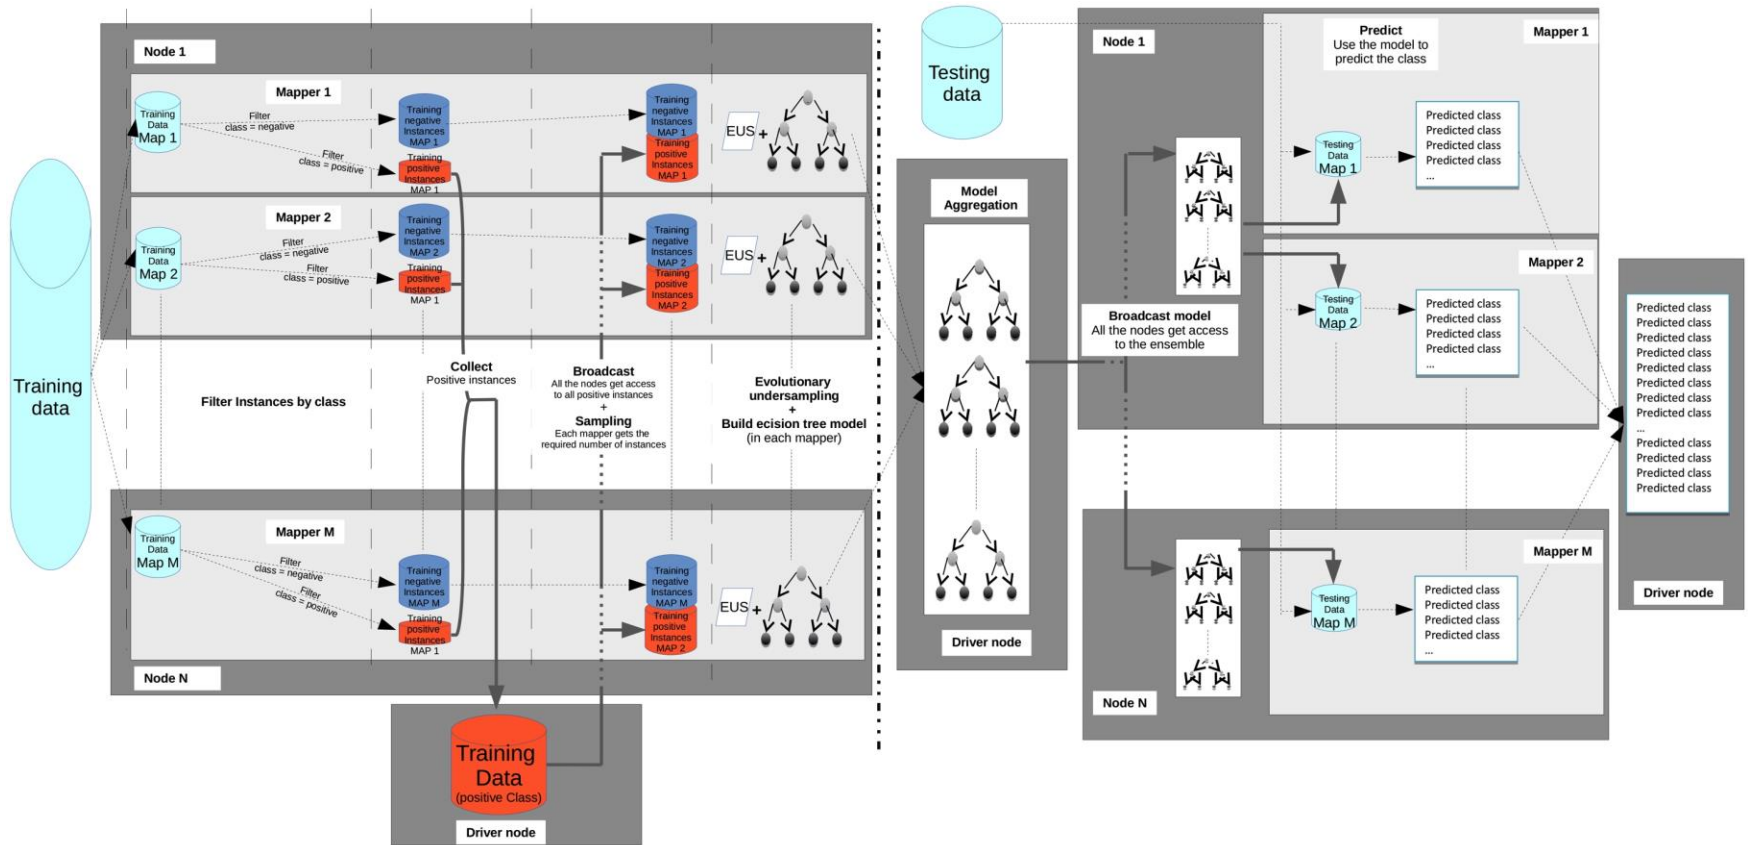 Training
data
Node 1
Mapper 1
Training
Data
Map 1
Filter
class = negative
Filter
class = positive
Training
negative
Instances
MAP 1
Training
positive
Instances
MAP 1
Training
negative
Instances
MAP 1
Training
positive
Instances
MAP 1
EUS +
Mapper 2
Training
Data
Map 2
Filter
class = negative
Filter
class = positive
Training
negative
Instances
MAP 2
Training
positive
Instances
MAP 1
Training
negative
Instances
MAP 2
Training
positive
Instances
MAP 2
EUS +
Filter Instances by class
Collect
Positive instances
Broadcast
All the nodes get access
to all positive instances
+
Sampling
Each mapper gets the
required number of instances
Evolutionary
undersampling
+
Build ecision tree model
(in each mapper)
Mapper M
Training
Data
Map M
Filter
class = negative
Filter
class = positive
Training
negative
Instances
MAP M
Training
positive
Instances
MAP 1
Training
negative
Instances
MAP M
Training
positive
Instances
MAP 2
EUS +
Node N
Training
Data
(positive Class)
Driver node
Testing
data
Model
Aggregation
Driver node
Node 1
Predict
Use the model to
predict the class
Mapper 1
Testing
Data
Map 1
Predicted class
Predicted class
Predicted class
Predicted class
...
Mapper 2
Testing
Data
Map 2
Predicted class
Predicted class
Predicted class
Predicted class
...
Broadcast model
All the nodes get access
to the ensemble
Mapper M
Testing
Data
Map M
Predicted class
Predicted class
Predicted class
Predicted class
...
Node N
Predicted class
Predicted class
Predicted class
Predicted class
Predicted class
Predicted class
Predicted class
Predicted class
...
Predicted class
Predicted class
Predicted class
Predicted class
Driver node